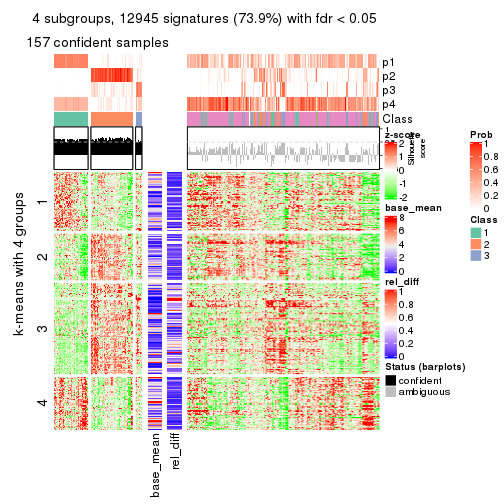 4 subgroups, 12945 signatures (73.9%) with fdr < 0.05
157 confident samples
p1
p2
p3
p4
Class
1
Silhouette
score
k-means with 4 groups
1
2
3
4
base_mean
rel_diff
z-score
2
1
0
-1
-2
base_mean
8
6
4
2
0
rel_diff
1
0.8
0.6
0.4
0.2
0
Status (barplots)
confident
ambiguous
Prob
1
0.8
0.6
0.4
0.2
0
Class
1
2
3